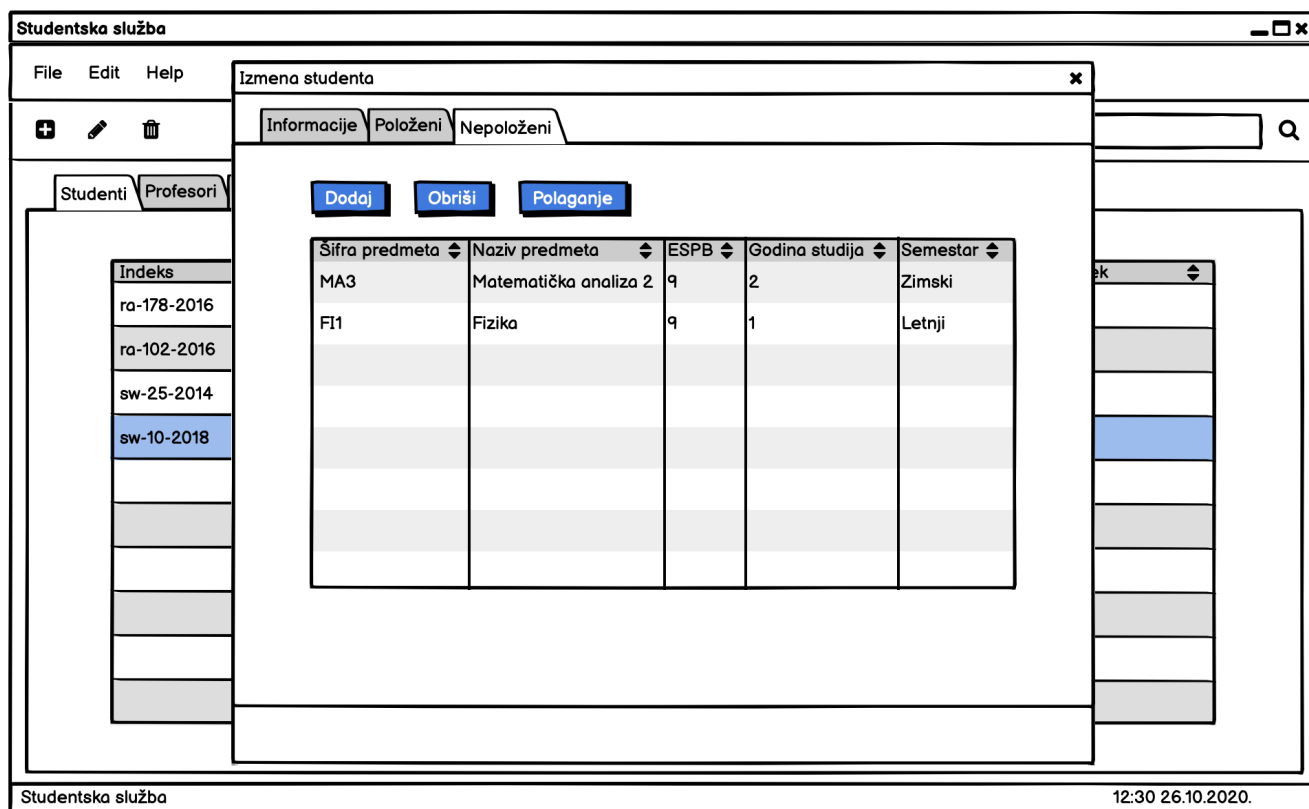 Studentska služba
File Edit Help
Izmena studenta
Informacije Položeni Nepoloženi
Studenti Profesori
Dodaj Obriši Polaganje
Šifra predmeta Naziv predmeta ESPB Godina studija Semestar
MA3 Matematička analiza 2 9 2 Zimski
FI1 Fizika 9 1 Letnji
Indeks
ra-178-2016
ra-102-2016
sw-25-2014
sw-10-2018
Studentska služba 12:30 26.10.2020.